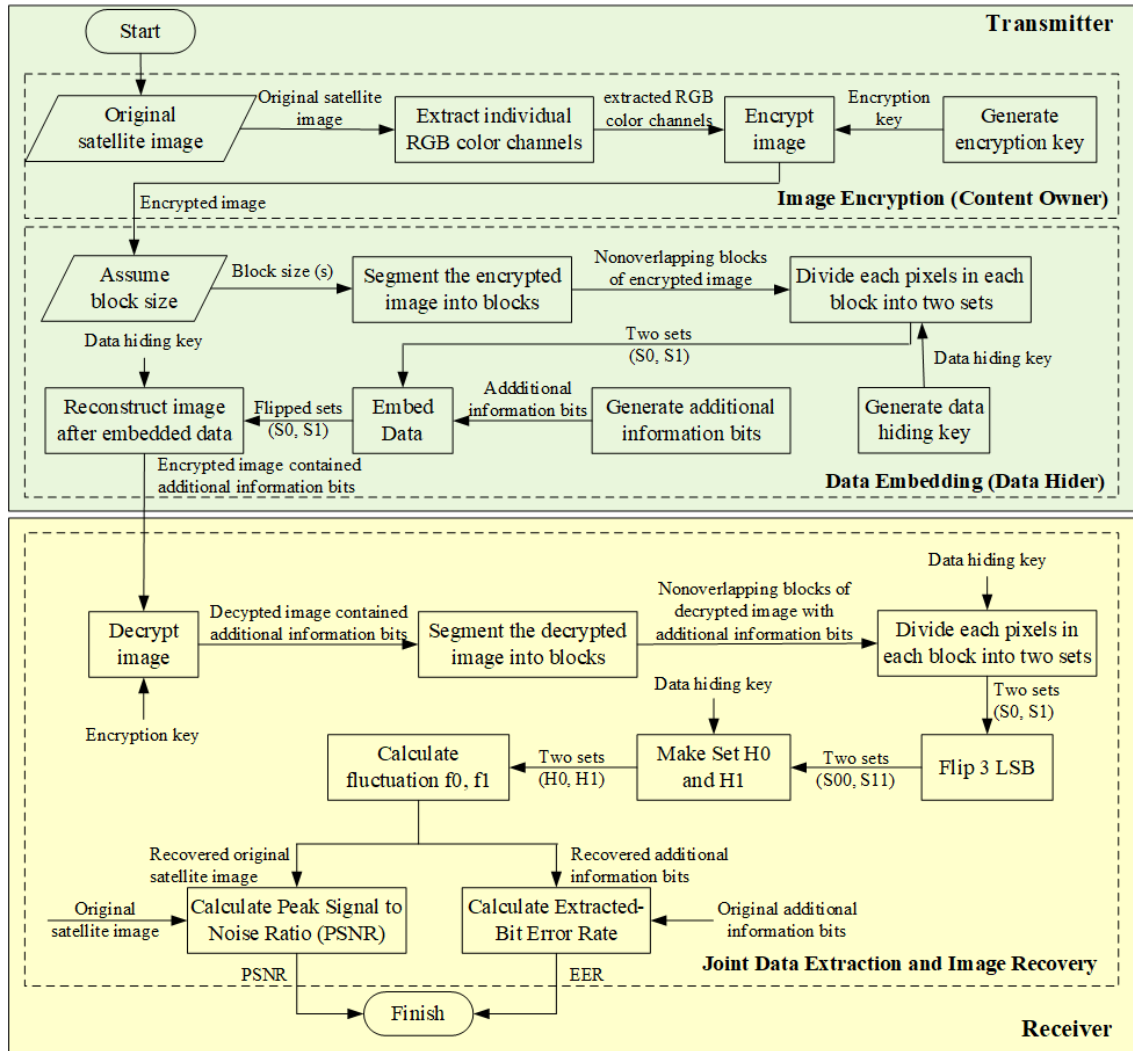 Transmitter
Start
Original
satellite image
Original satellite
image
Extract individual
RGB color channels
extracted RGB
color channels
Encrypt
image
Encryption
key
Generate
encryption key
Image Encryption (Content Owner)
Encrypted image
Assume
block size
Block size (s)
Segment the encrypted
image into blocks
Nonoverlapping blocks
of encrypted image
Divide each pixels in each
block into two sets
Data hiding key
Two sets
(S0, S1)
Data hiding key
Reconstruct image
after embedded data
Flipped sets
(S0, S1)
Embed
Data
Addditional
information bits
Generate additional
information bits
Generate data
hiding key
Encrypted image contained
additional information bits
Data Embedding (Data Hider)
Data hiding key
Decrypt
image
Decypted image contained
additional information bits
Segment the decrypted
image into blocks
Nonoverlapping blocks of
decrypted image with
additional information bits
Divide each pixels in
each block into two sets
Encryption key
Data hiding key
Two sets
(S0, S1)
Calculate
fluctuation f0, f1
Two sets
(H0, H1)
Make Set H0
and H1
Two sets
(S00, S11)
Flip 3 LSB
Recovered original
satellite image
Recovered additional
information bits
Original
satellite image
Calculate Peak Signal to
Noise Ratio (PSNR)
Calculate Extracted-
Bit Error Rate
Original additional
information bits
Joint Data Extraction and Image Recovery
PSNR
EER
Finish
Receiver